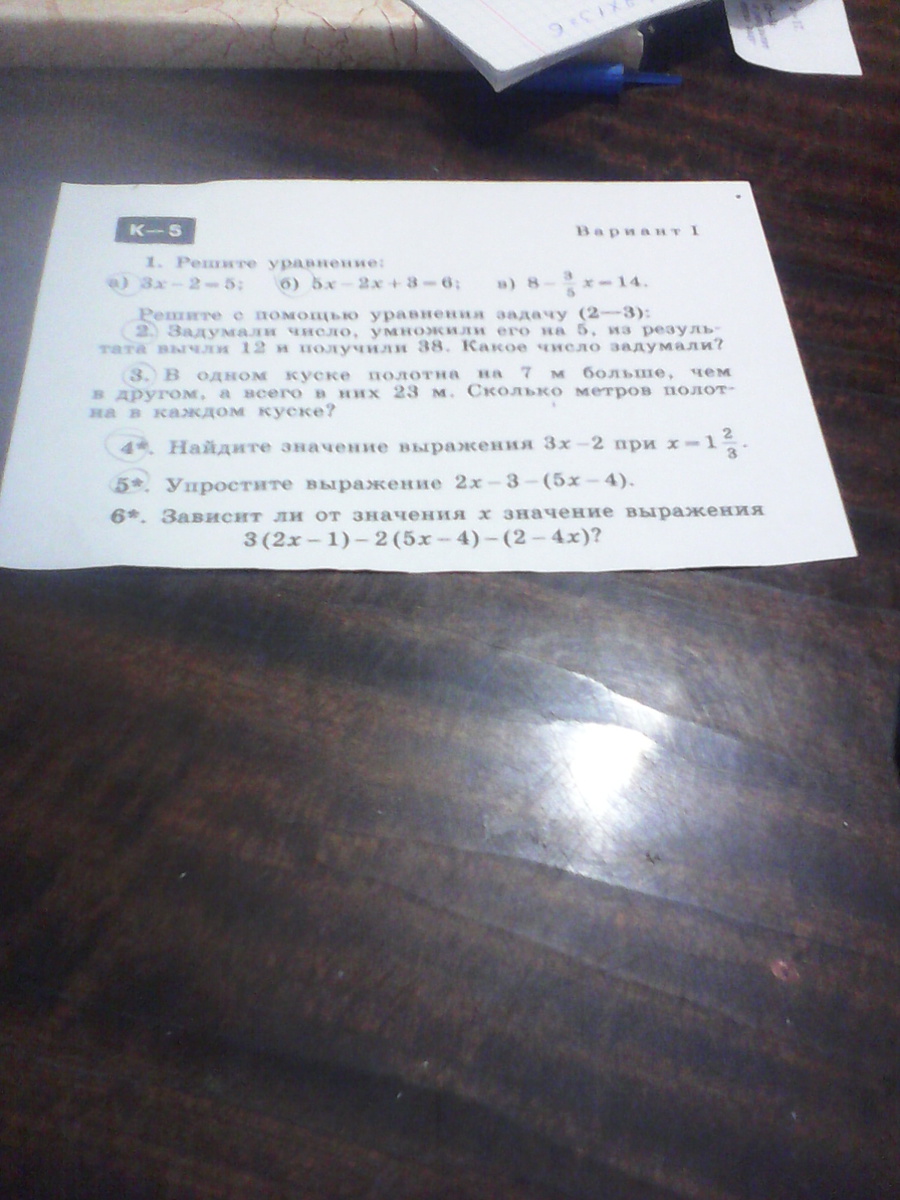 К—5
Вариант I
1. Решите уравнение:
а) 3x − 2 = 5; б) 5x − 2x + 3 = 6; в) 8 − 3/5 x = 14.
Решите с помощью уравнения задачу (2—3):
2. Задумали число, умножили его на 5, из резуль-
тата вычли 12 и получили 38. Какое число задумали?
3. В одном куске полотна на 7 м больше, чем
в другом, а всего в них 23 м. Сколько метров полот-
на в каждом куске?
4*. Найдите значение выражения 3x − 2 при x = 1 2/3.
5*. Упростите выражение 2x − 3 − (5x − 4).
6*. Зависит ли от значения x значение выражения
3 (2x − 1) − 2 (5x − 4) − (2 − 4x)?